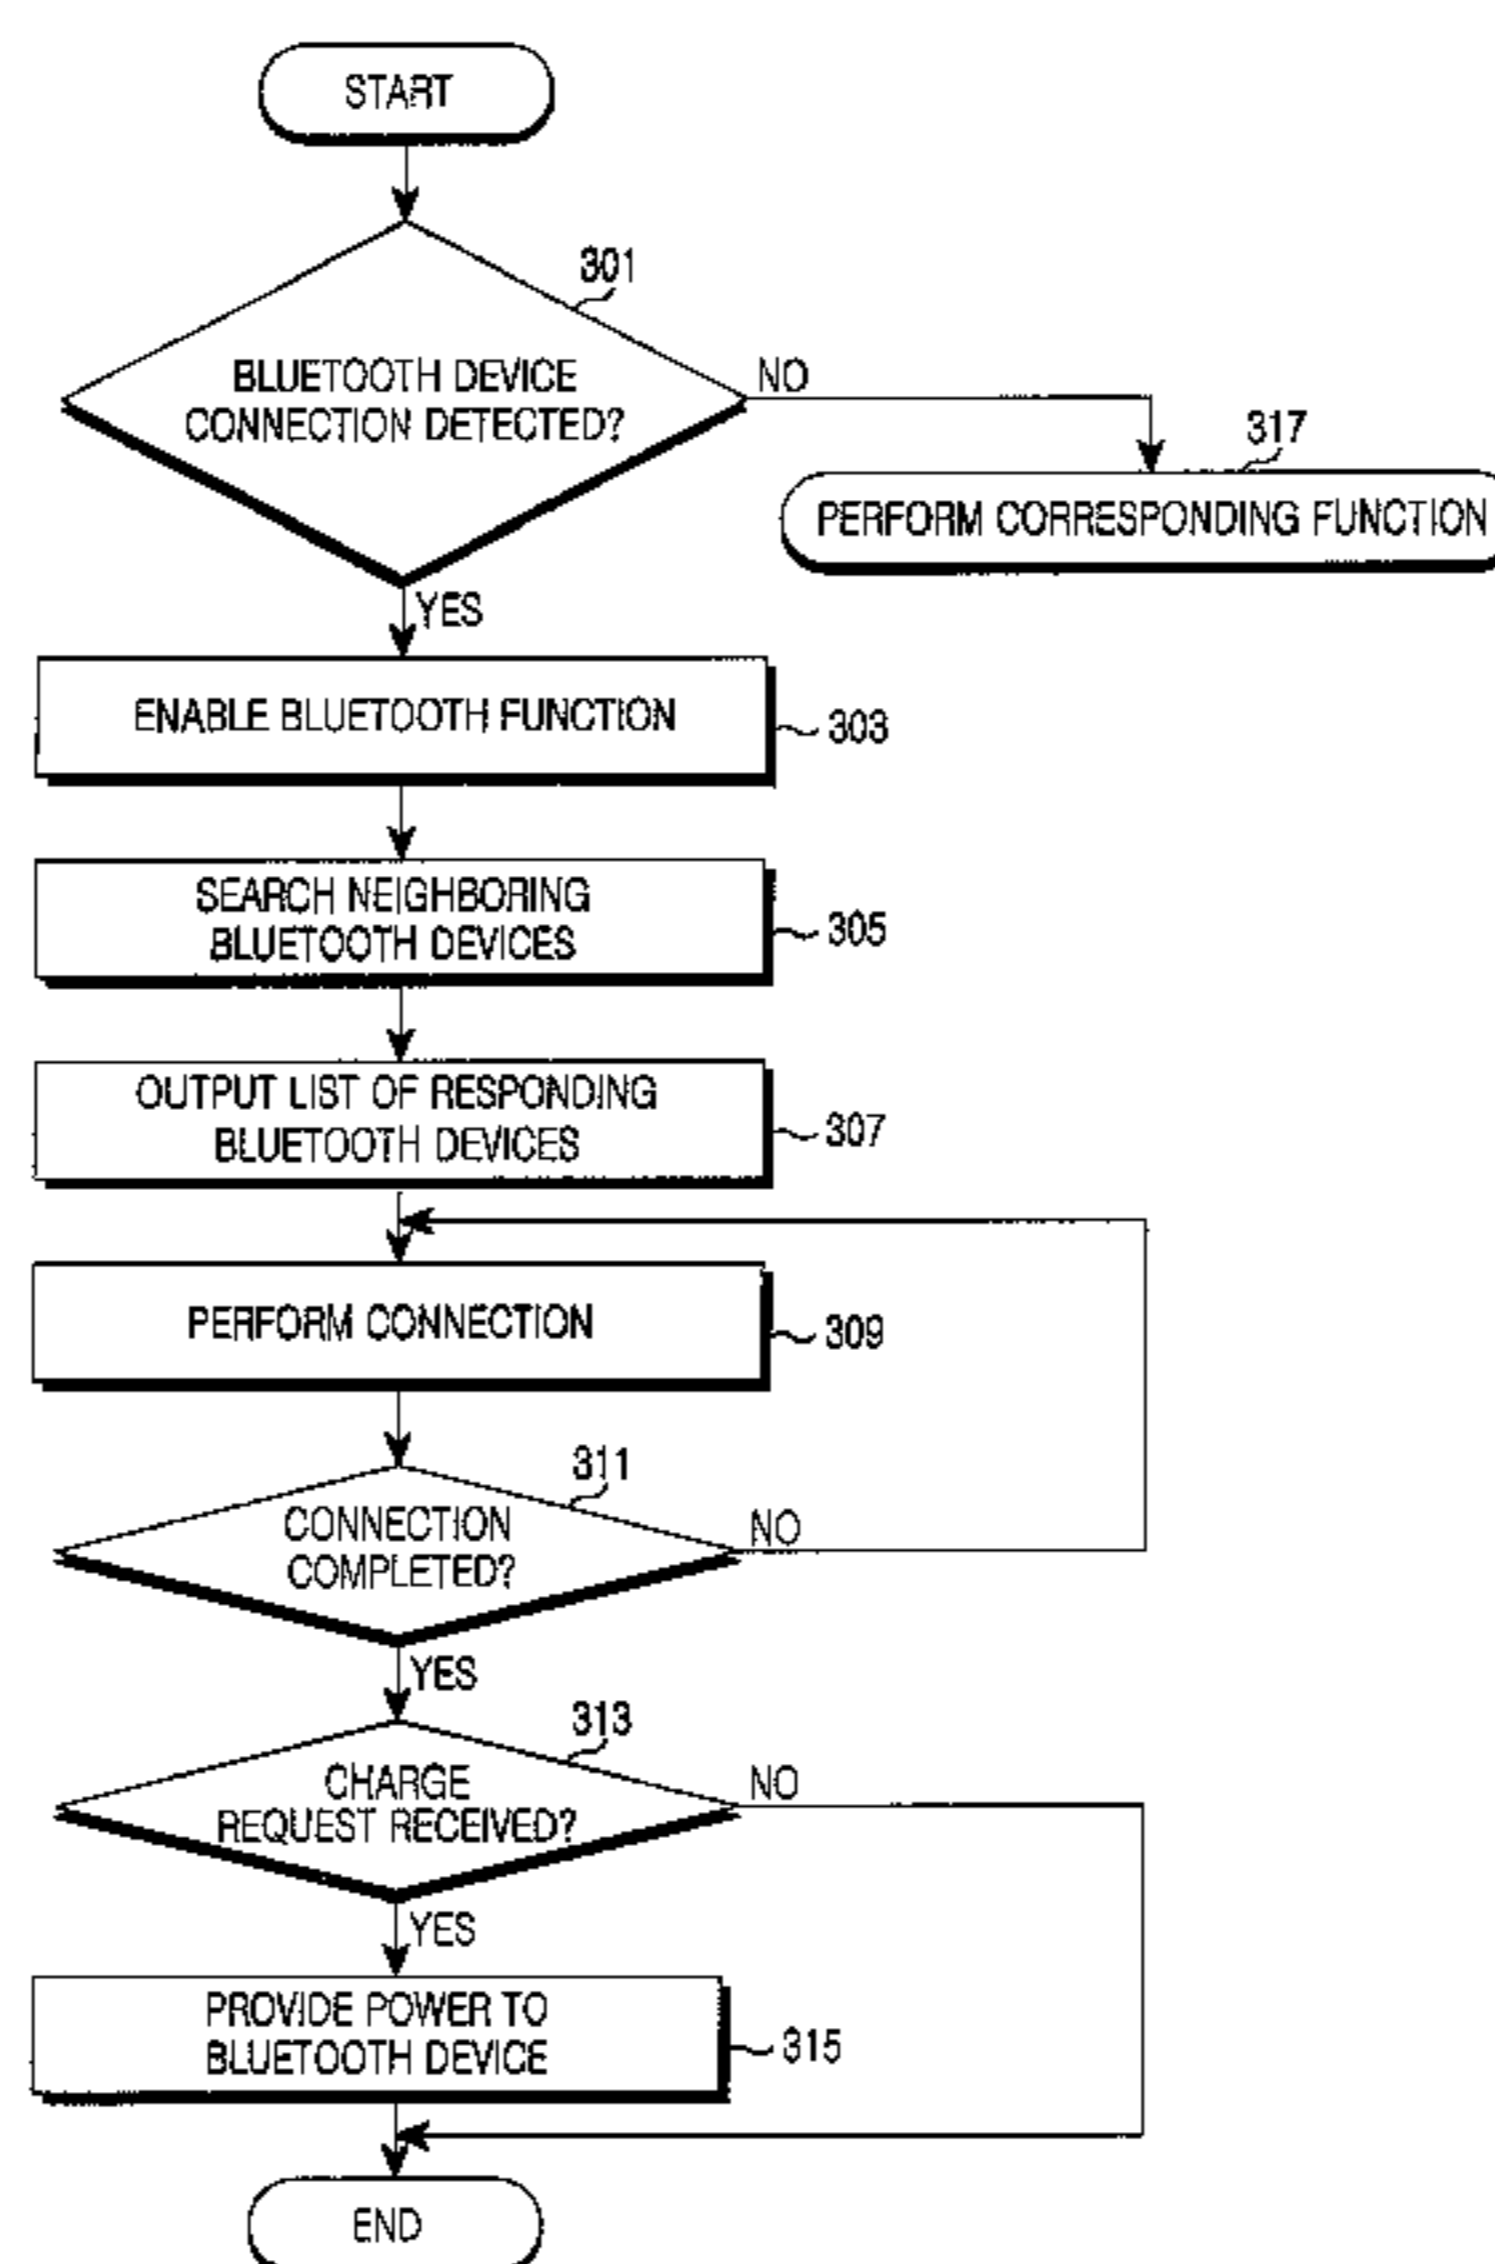 START
301
BLUETOOTH DEVICE
CONNECTION DETECTED?
NO
317
PERFORM CORRESPONDING FUNCTION
YES
ENABLE BLUETOOTH FUNCTION
303
SEARCH NEIGHBORING
BLUETOOTH DEVICES
305
OUTPUT LIST OF RESPONDING
BLUETOOTH DEVICES
307
PERFORM CONNECTION
309
311
CONNECTION
COMPLETED?
NO
YES
313
CHARGE
REQUEST RECEIVED?
NO
YES
PROVIDE POWER TO
BLUETOOTH DEVICE
315
END